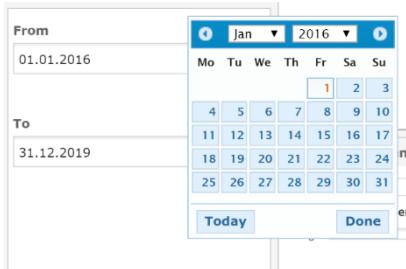 From
01.01.2016
To
31.12.2019
Jan 2016
Mo Tu We Th Fr Sa Su
1 2 3
4 5 6 7 8 9 10
11 12 13 14 15 16 17
18 19 20 21 22 23 24
25 26 27 28 29 30 31
Today Done